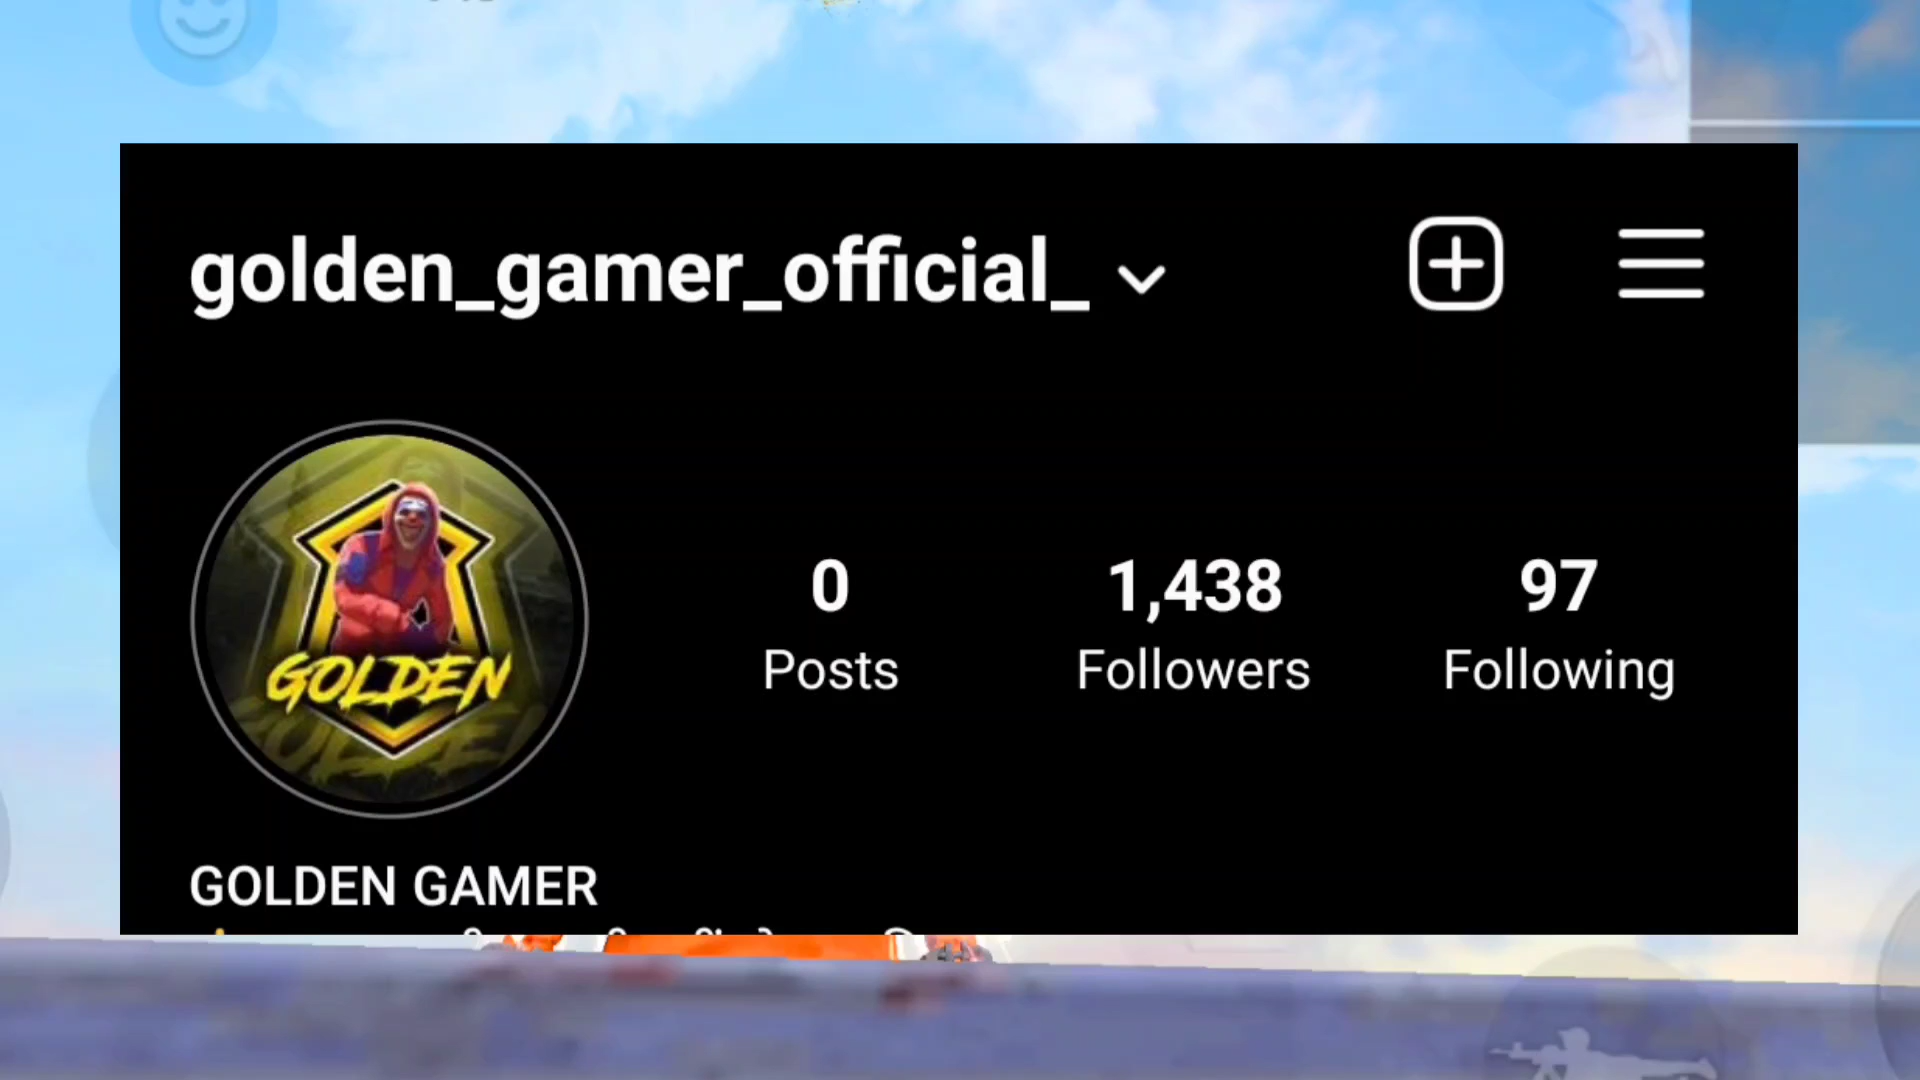 golden_gamer_official_
GOLDEN
0 1,438 97
Posts Followers Following
GOLDEN GAMER